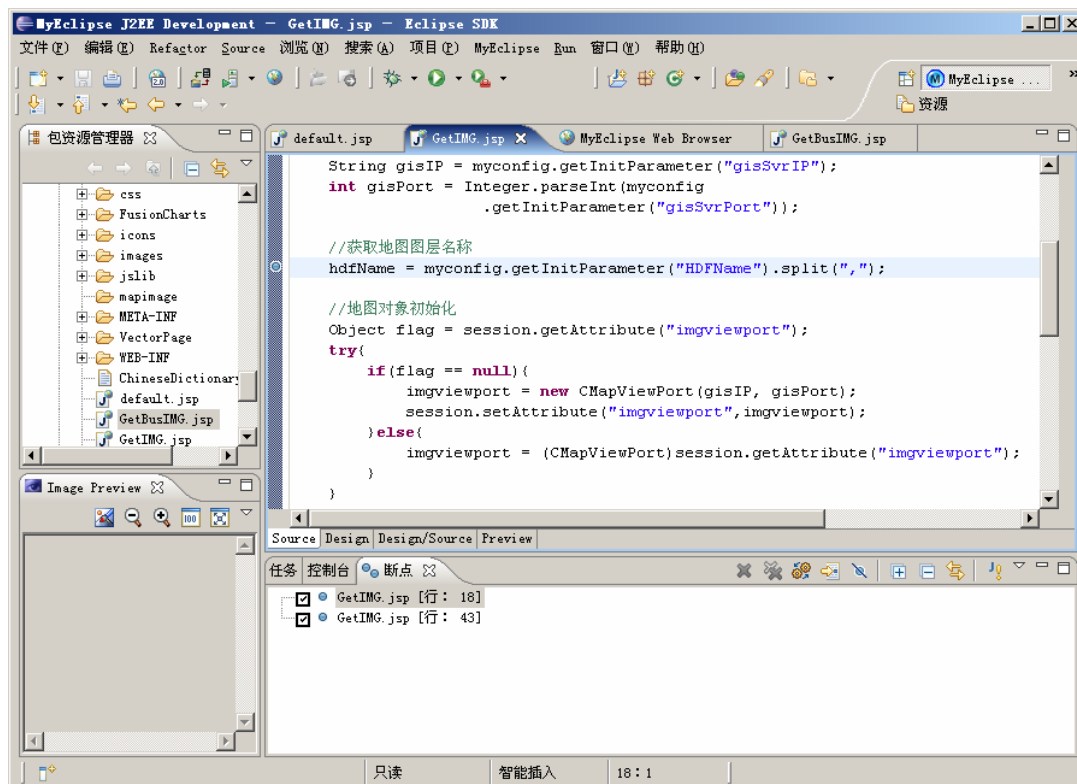 MyEclipse J2EE Development - GetIMG.jsp - Eclipse SDK
文件(F) 编辑(E) Refactor Source 浏览(N) 搜索(A) 项目(P) MyEclipse Run 窗口(W) 帮助(H)
MyEclipse ...
资源
包资源管理器
css
FusionCharts
icons
images
jslib
mapimage
META-INF
VectorPage
WEB-INF
ChineseDictionary
default.jsp
GetBusIMG.jsp
GetIMG.jsp
Image Preview
default.jsp GetIMG.jsp MyEclipse Web Browser GetBusIMG.jsp
String gisIP = myconfig.getInitParameter("gisSvrIP");
int gisPort = Integer.parseInt(myconfig
.getInitParameter("gisSvrPort"));
//获取地图图层名称
hdfName = myconfig.getInitParameter("HDFName").split(",");
//地图对象初始化
Object flag = session.getAttribute("imgviewport");
try{
if(flag == null){
imgviewport = new CMapViewPort(gisIP, gisPort);
session.setAttribute("imgviewport",imgviewport);
}else{
imgviewport = (CMapViewPort)session.getAttribute("imgviewport");
}
}
Source Design Design/Source Preview
任务 控制台 断点
GetIMG.jsp [行: 18]
GetIMG.jsp [行: 43]
只读 智能插入 18:1